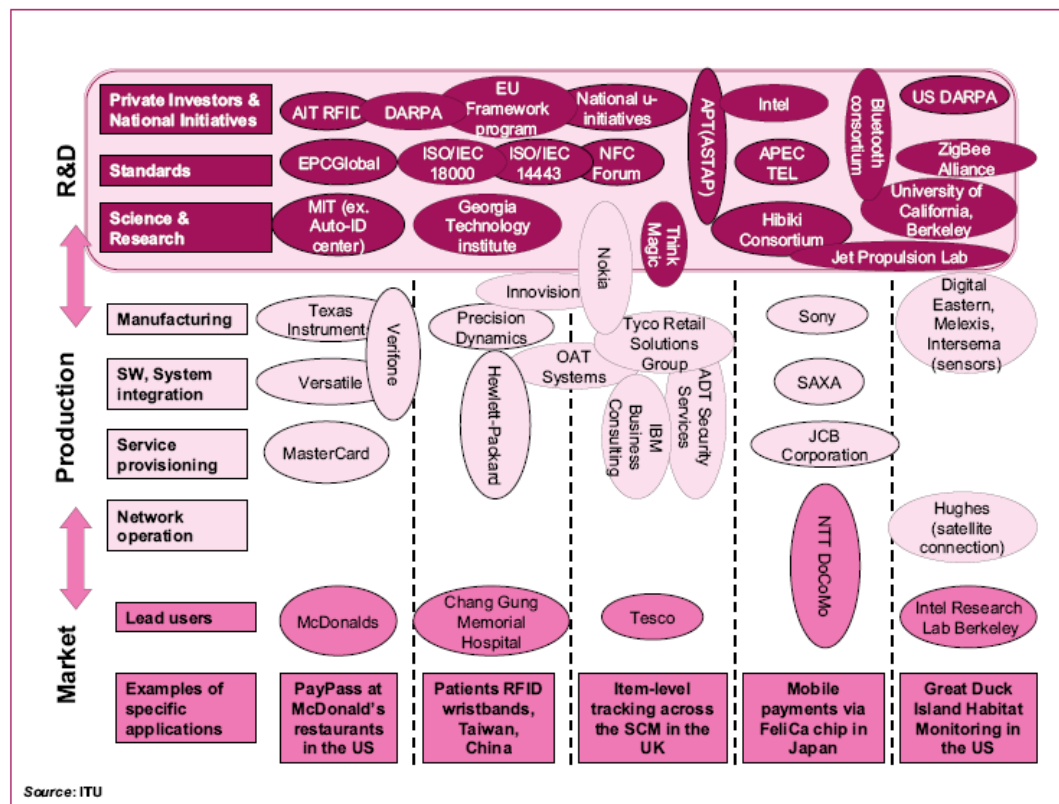 R&D
Production
Market
Private Investors &
National Initiatives
AIT RFID
DARPA
EU
Framework
program
National u-
initiatives
APT(ASTAP)
Intel
Bluetooth
consortium
US DARPA
Standards
EPCGlobal
ISO/IEC
18000
ISO/IEC
14443
NFC
Forum
APEC
TEL
ZigBee
Alliance
Science &
Research
MIT (ex.
Auto-ID
center)
Georgia
Technology
institute
Nokia
Think
Magic
Hibiki
Consortium
University of
California,
Berkeley
Jet Propulsion Lab
Manufacturing
Texas
Instrument
Verifone
Innovision
Precision
Dynamics
Tyco Retail
Solutions
Group
Sony
Digital
Eastern,
Melexis,
Intersema
(sensors)
SW, System
integration
Versatile
Hewlett-Packard
OAT
Systems
IBM
Business
Consulting
ADT Security
Services
SAXA
Service
provisioning
MasterCard
JCB
Corporation
Network
operation
NTT DoCoMo
Hughes
(satellite
connection)
Lead users
McDonalds
Chang Gung
Memorial
Hospital
Tesco
Intel Research
Lab Berkeley
Examples of
specific
applications
PayPass at
McDonald's
restaurants
in the US
Patients RFID
wristbands,
Taiwan,
China
Item-level
tracking across
the SCM in the
UK
Mobile
payments via
FeliCa chip in
Japan
Great Duck
Island Habitat
Monitoring in
the US
Source: ITU